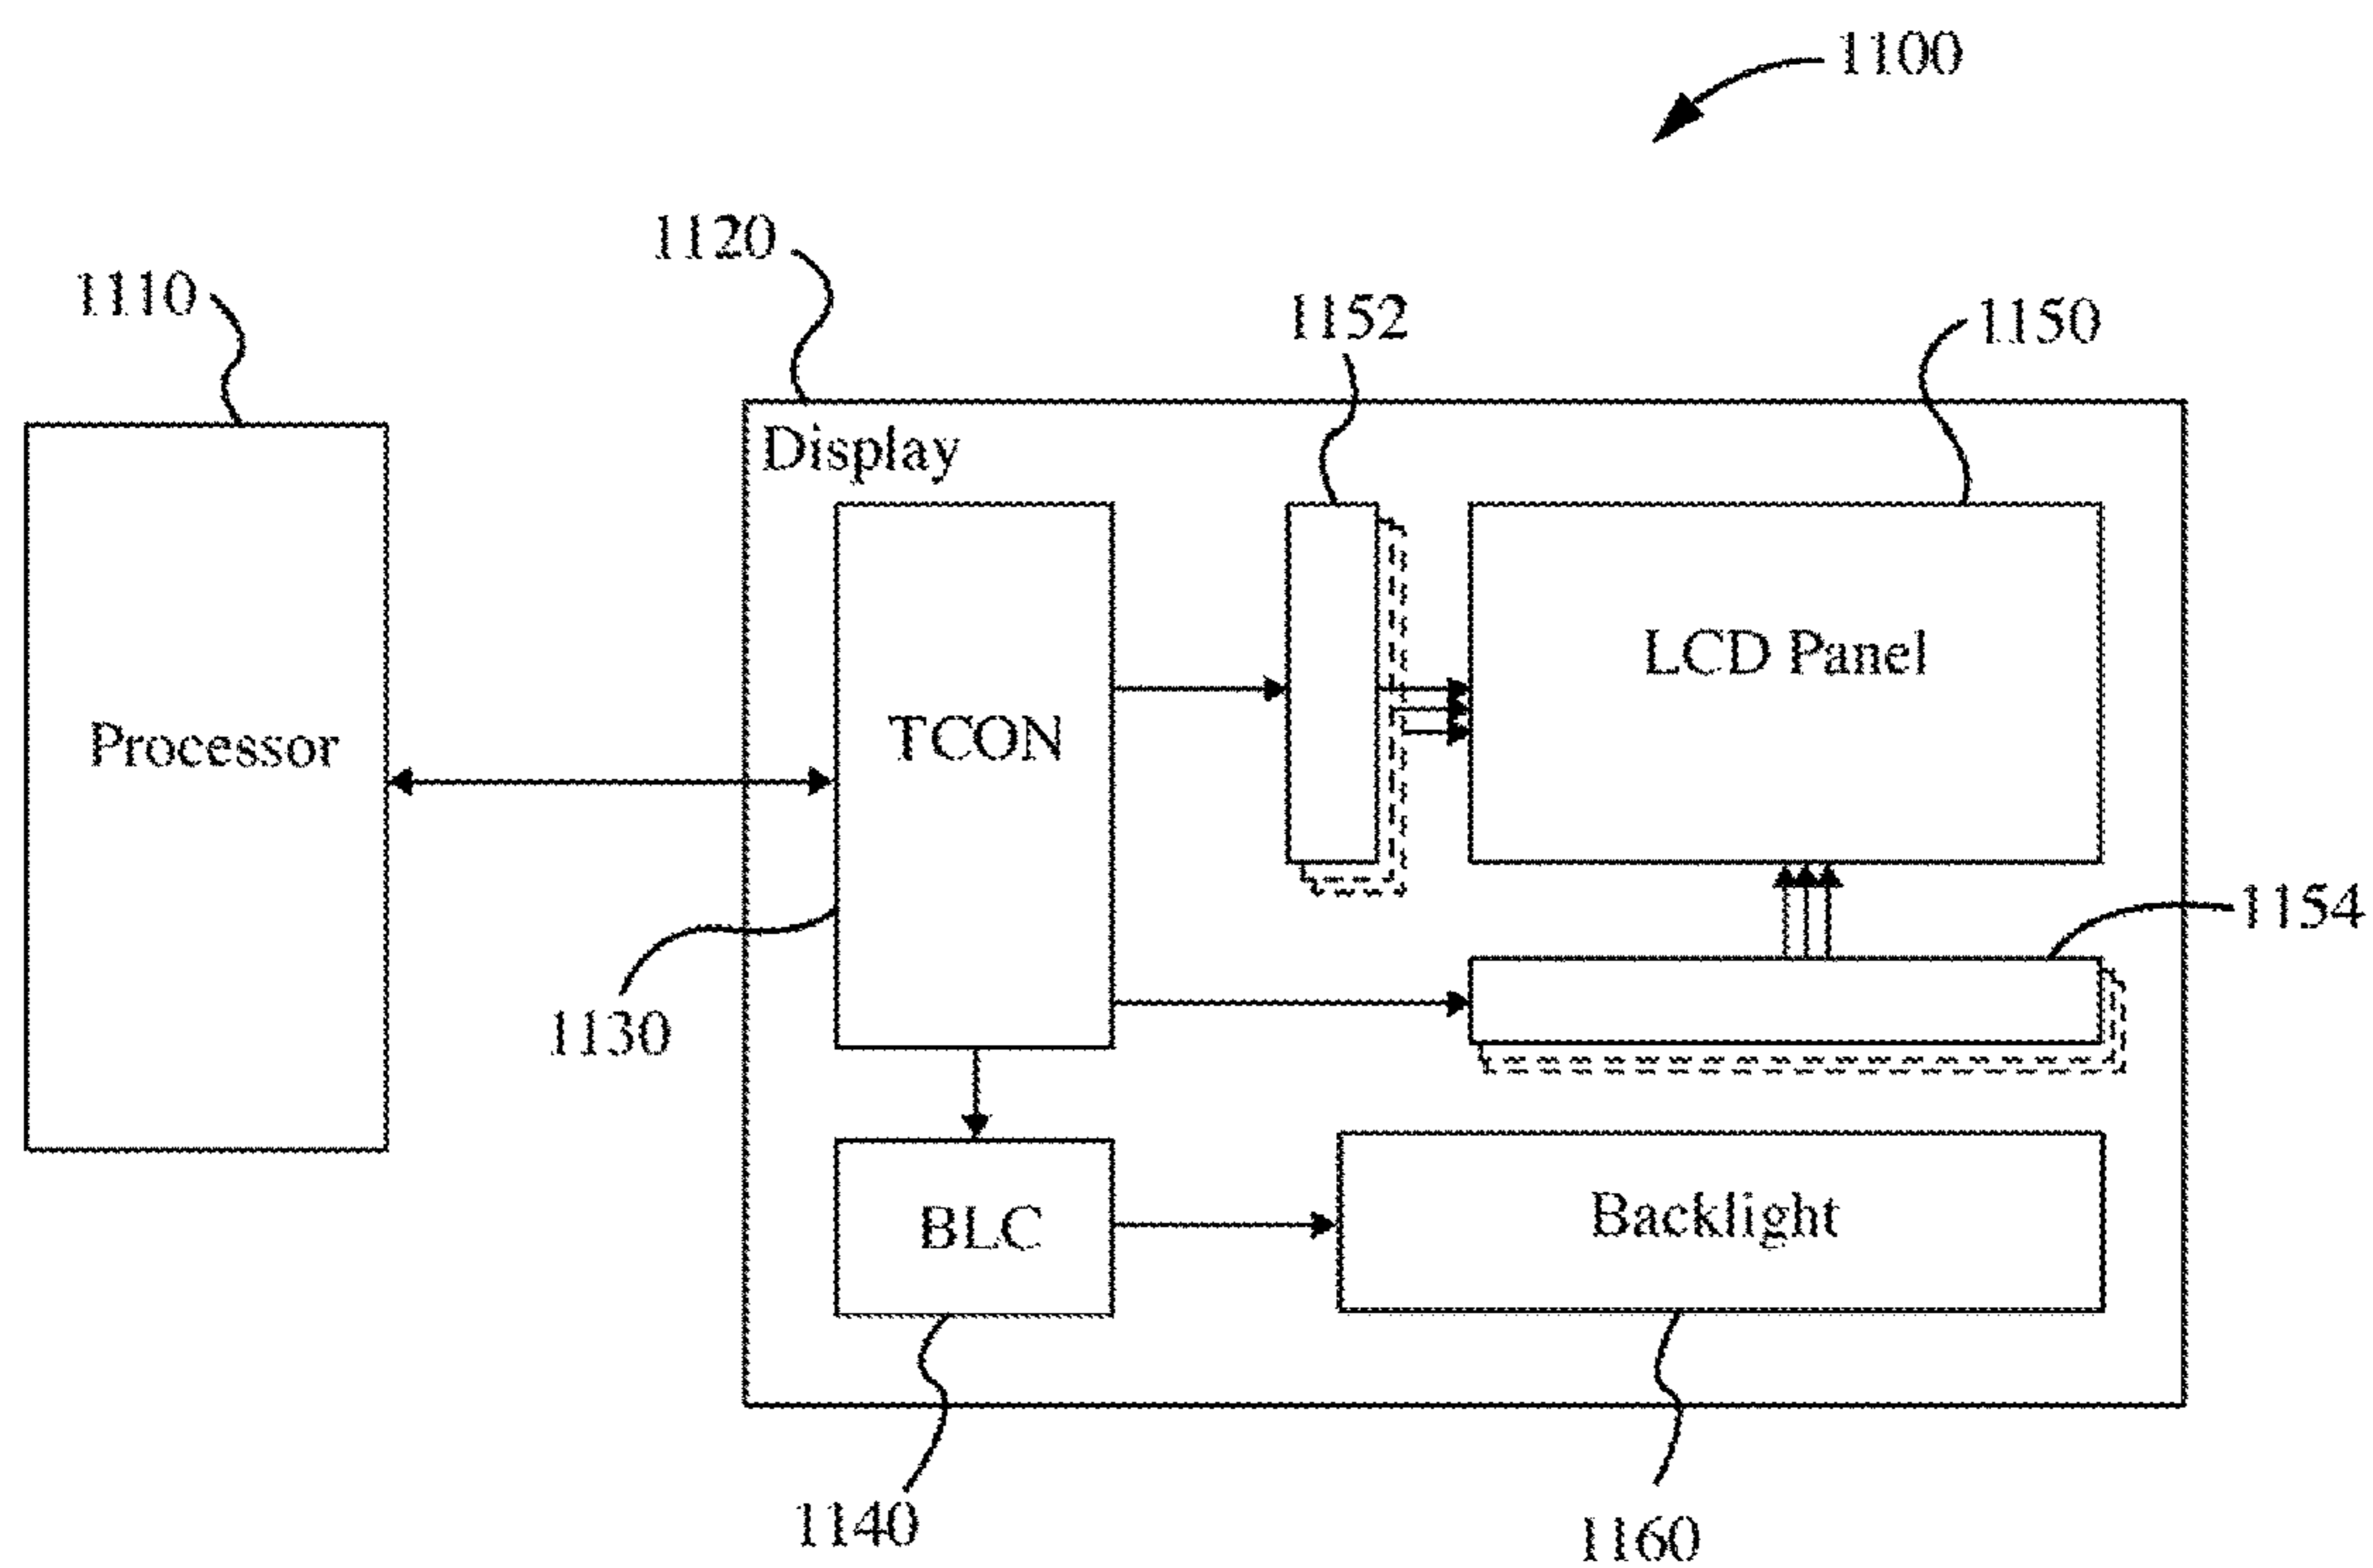 1100
1120
1110
1152
1150
Display
LCD Panel
Processor
TCON
1154
1130
BLC
Backlight
1140
1160